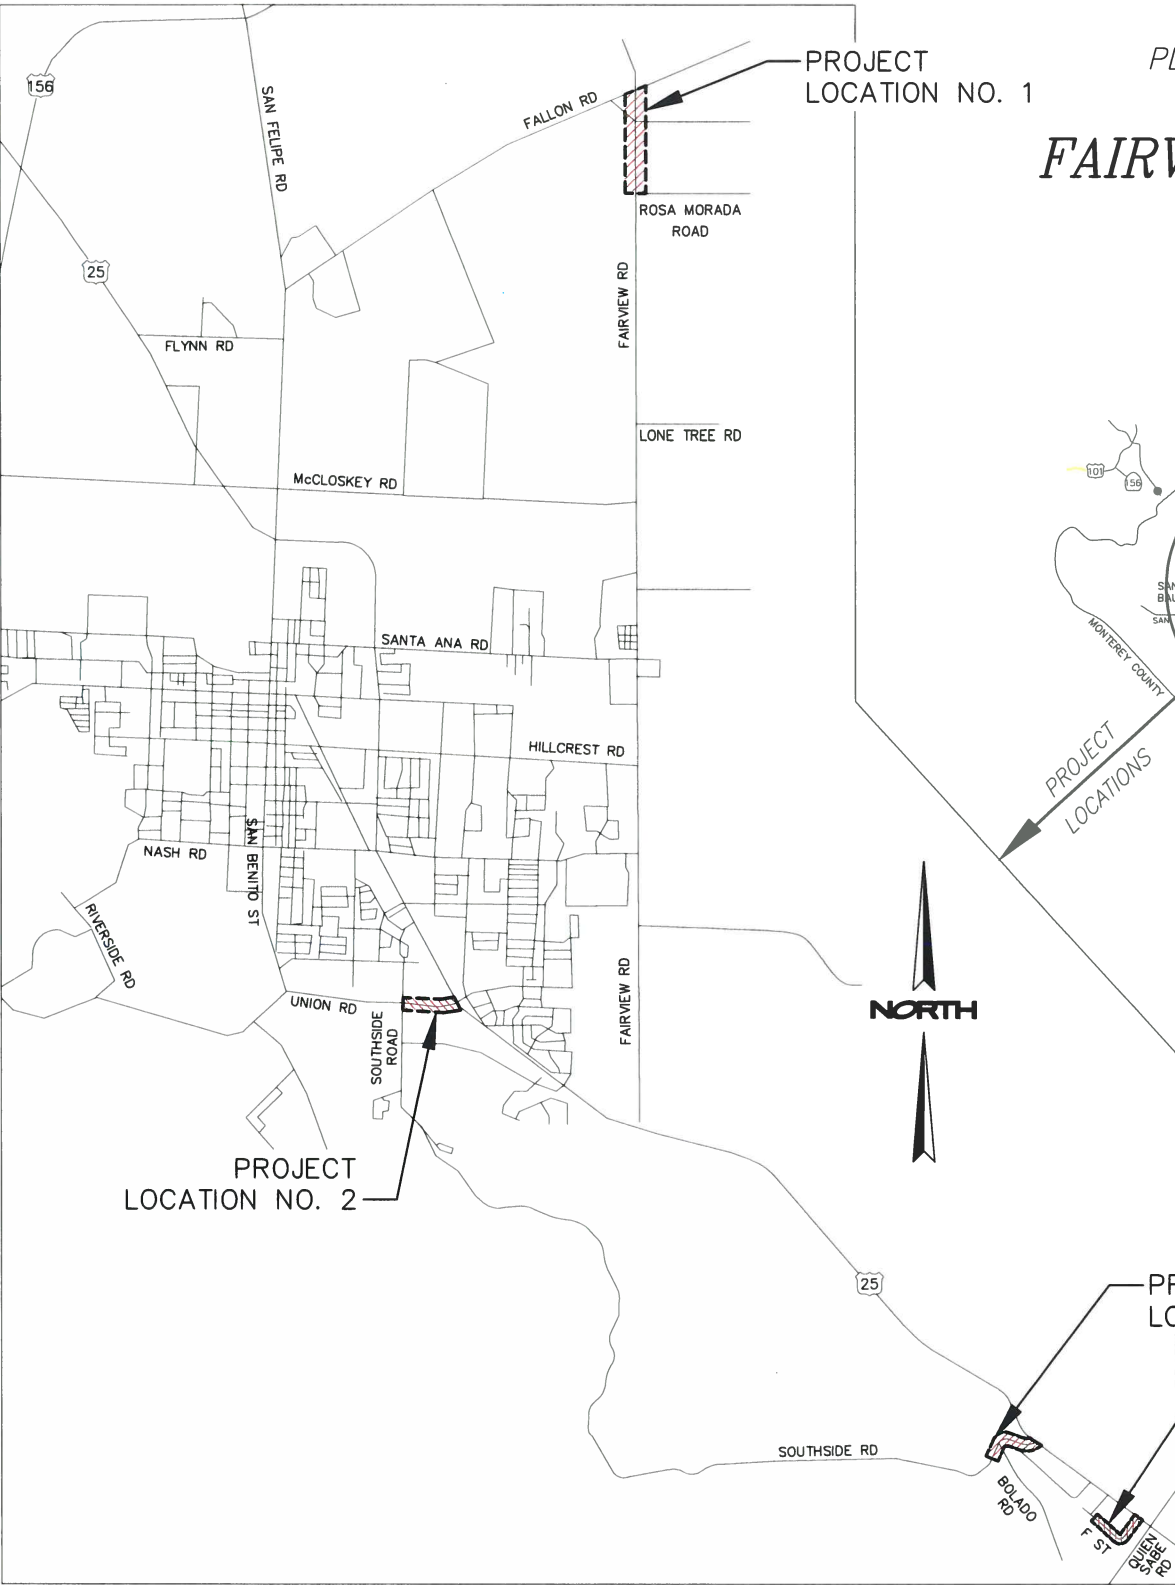 PROJECT
LOCATION NO. 1
156
SAN FELIPE RD
FALLON RD
ROSA MORADA
ROAD
25
FAIRVIEW RD
FLYNN RD
LONE TREE RD
McCLOSKEY RD
101
156
MONTEREY COUNTY
SANTA ANA RD
HILLCREST RD
PROJECT
LOCATIONS
NASH RD
SAN BENITO ST
RIVERSIDE RD
UNION RD
SOUTHSIDE
ROAD
FAIRVIEW RD
NORTH
PROJECT
LOCATION NO. 2
25
SOUTHSIDE RD
BOLADO
RD
F ST
QUIEN
SABE
RD